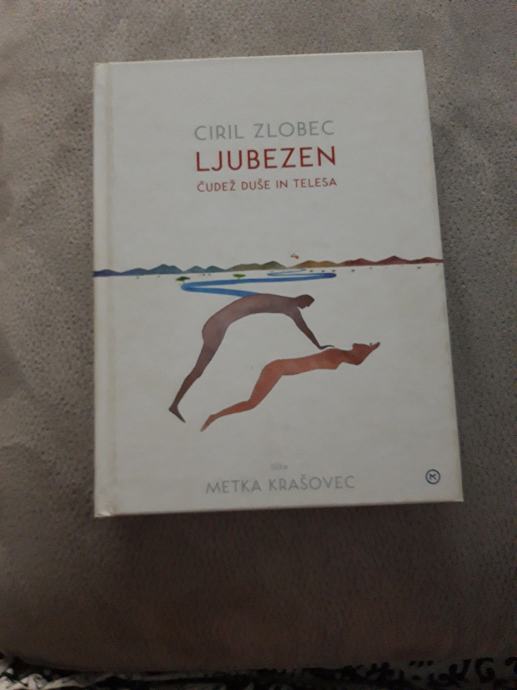 CIRIL ZLOBEC
LJUBEZEN
ČUDEŽ DUŠE IN TELESA
METKA KRAŠOVEC